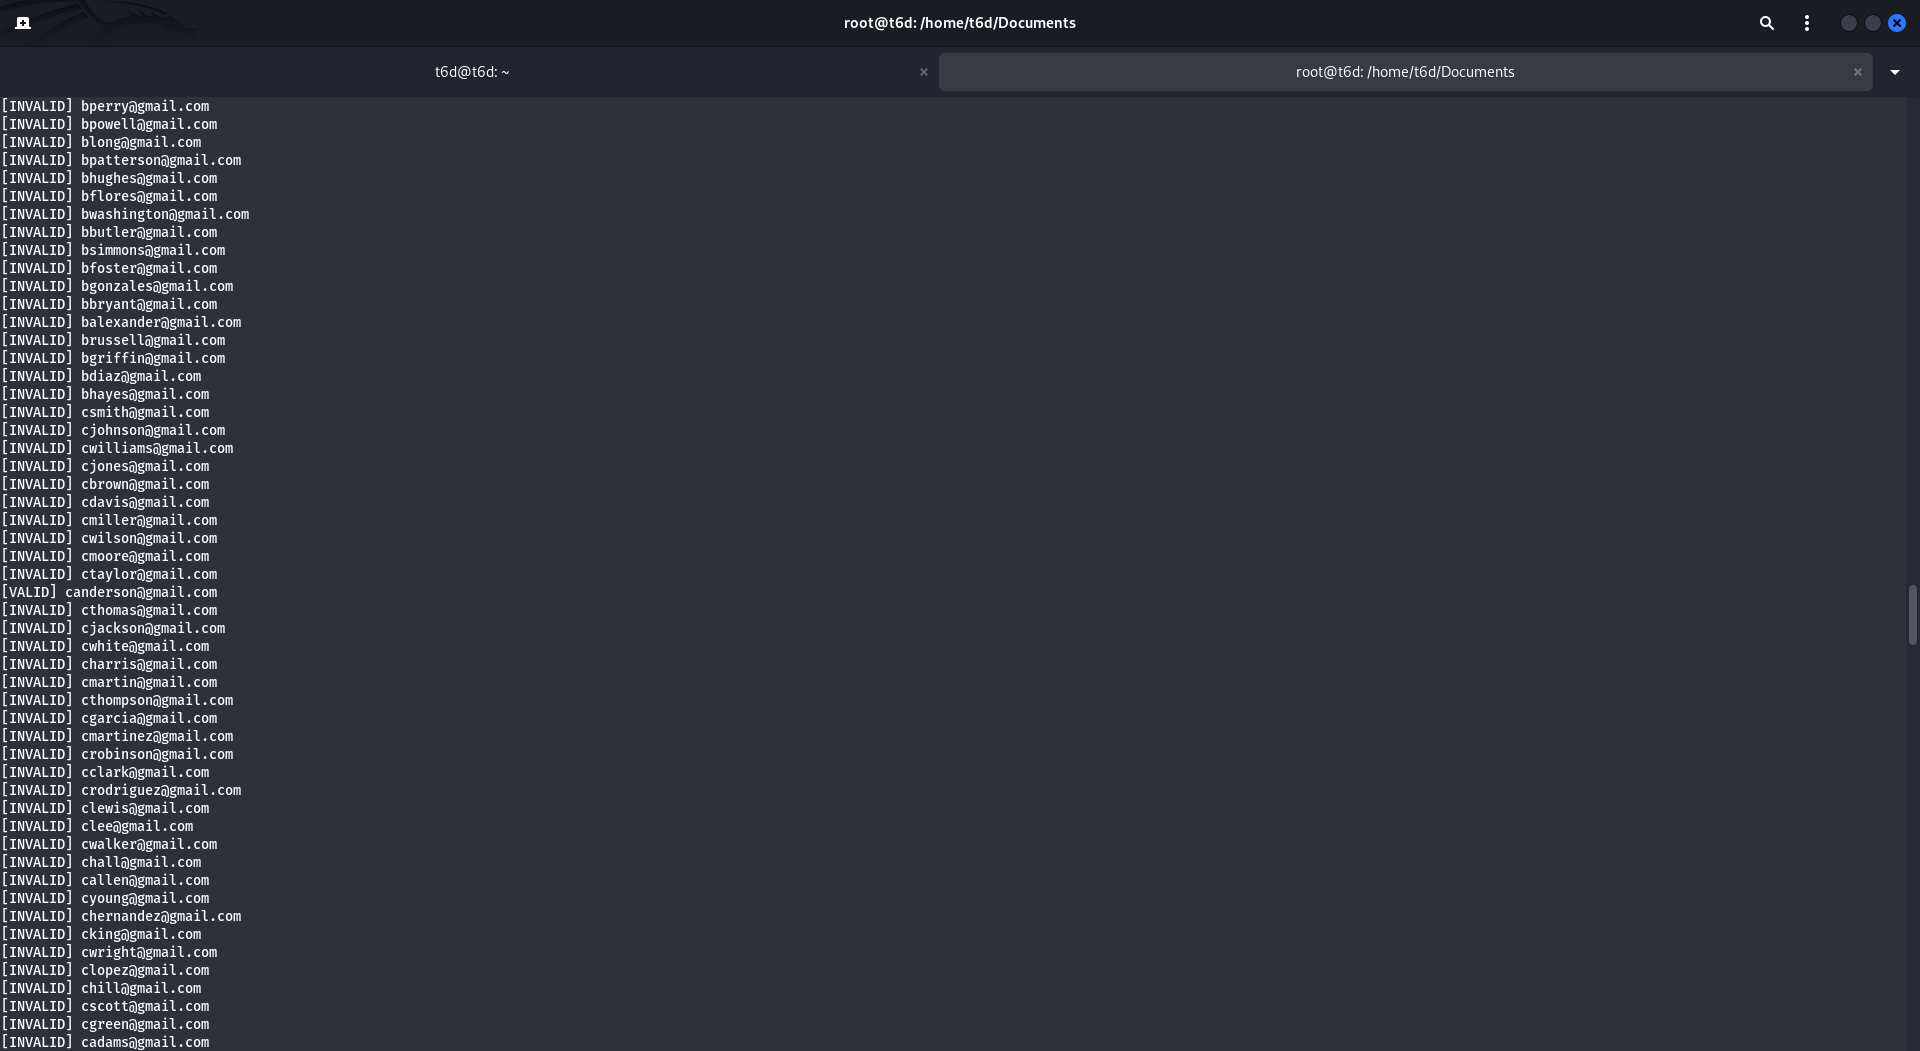 root@t6d: /home/t6d/Documents
t6d@t6d: ~
root@t6d: /home/t6d/Documents
[INVALID] bperry@gmail.com
[INVALID] bpowell@gmail.com
[INVALID] blong@gmail.com
[INVALID] bpatterson@gmail.com
[INVALID] bhughes@gmail.com
[INVALID] bflores@gmail.com
[INVALID] bwashington@gmail.com
[INVALID] bbutler@gmail.com
[INVALID] bsimmons@gmail.com
[INVALID] bfoster@gmail.com
[INVALID] bgonzales@gmail.com
[INVALID] bbryant@gmail.com
[INVALID] balexander@gmail.com
[INVALID] brussell@gmail.com
[INVALID] bgriffin@gmail.com
[INVALID] bdiaz@gmail.com
[INVALID] bhayes@gmail.com
[INVALID] csmith@gmail.com
[INVALID] cjohnson@gmail.com
[INVALID] cwilliams@gmail.com
[INVALID] cjones@gmail.com
[INVALID] cbrown@gmail.com
[INVALID] cdavis@gmail.com
[INVALID] cmiller@gmail.com
[INVALID] cwilson@gmail.com
[INVALID] cmoore@gmail.com
[INVALID] ctaylor@gmail.com
[VALID] canderson@gmail.com
[INVALID] cthomas@gmail.com
[INVALID] cjackson@gmail.com
[INVALID] cwhite@gmail.com
[INVALID] charris@gmail.com
[INVALID] cmartin@gmail.com
[INVALID] cthompson@gmail.com
[INVALID] cgarcia@gmail.com
[INVALID] cmartinez@gmail.com
[INVALID] crobinson@gmail.com
[INVALID] cclark@gmail.com
[INVALID] crodriguez@gmail.com
[INVALID] clewis@gmail.com
[INVALID] clee@gmail.com
[INVALID] cwalker@gmail.com
[INVALID] chall@gmail.com
[INVALID] callen@gmail.com
[INVALID] cyoung@gmail.com
[INVALID] chernandez@gmail.com
[INVALID] cking@gmail.com
[INVALID] cwright@gmail.com
[INVALID] clopez@gmail.com
[INVALID] chill@gmail.com
[INVALID] cscott@gmail.com
[INVALID] cgreen@gmail.com
[INVALID] cadams@gmail.com